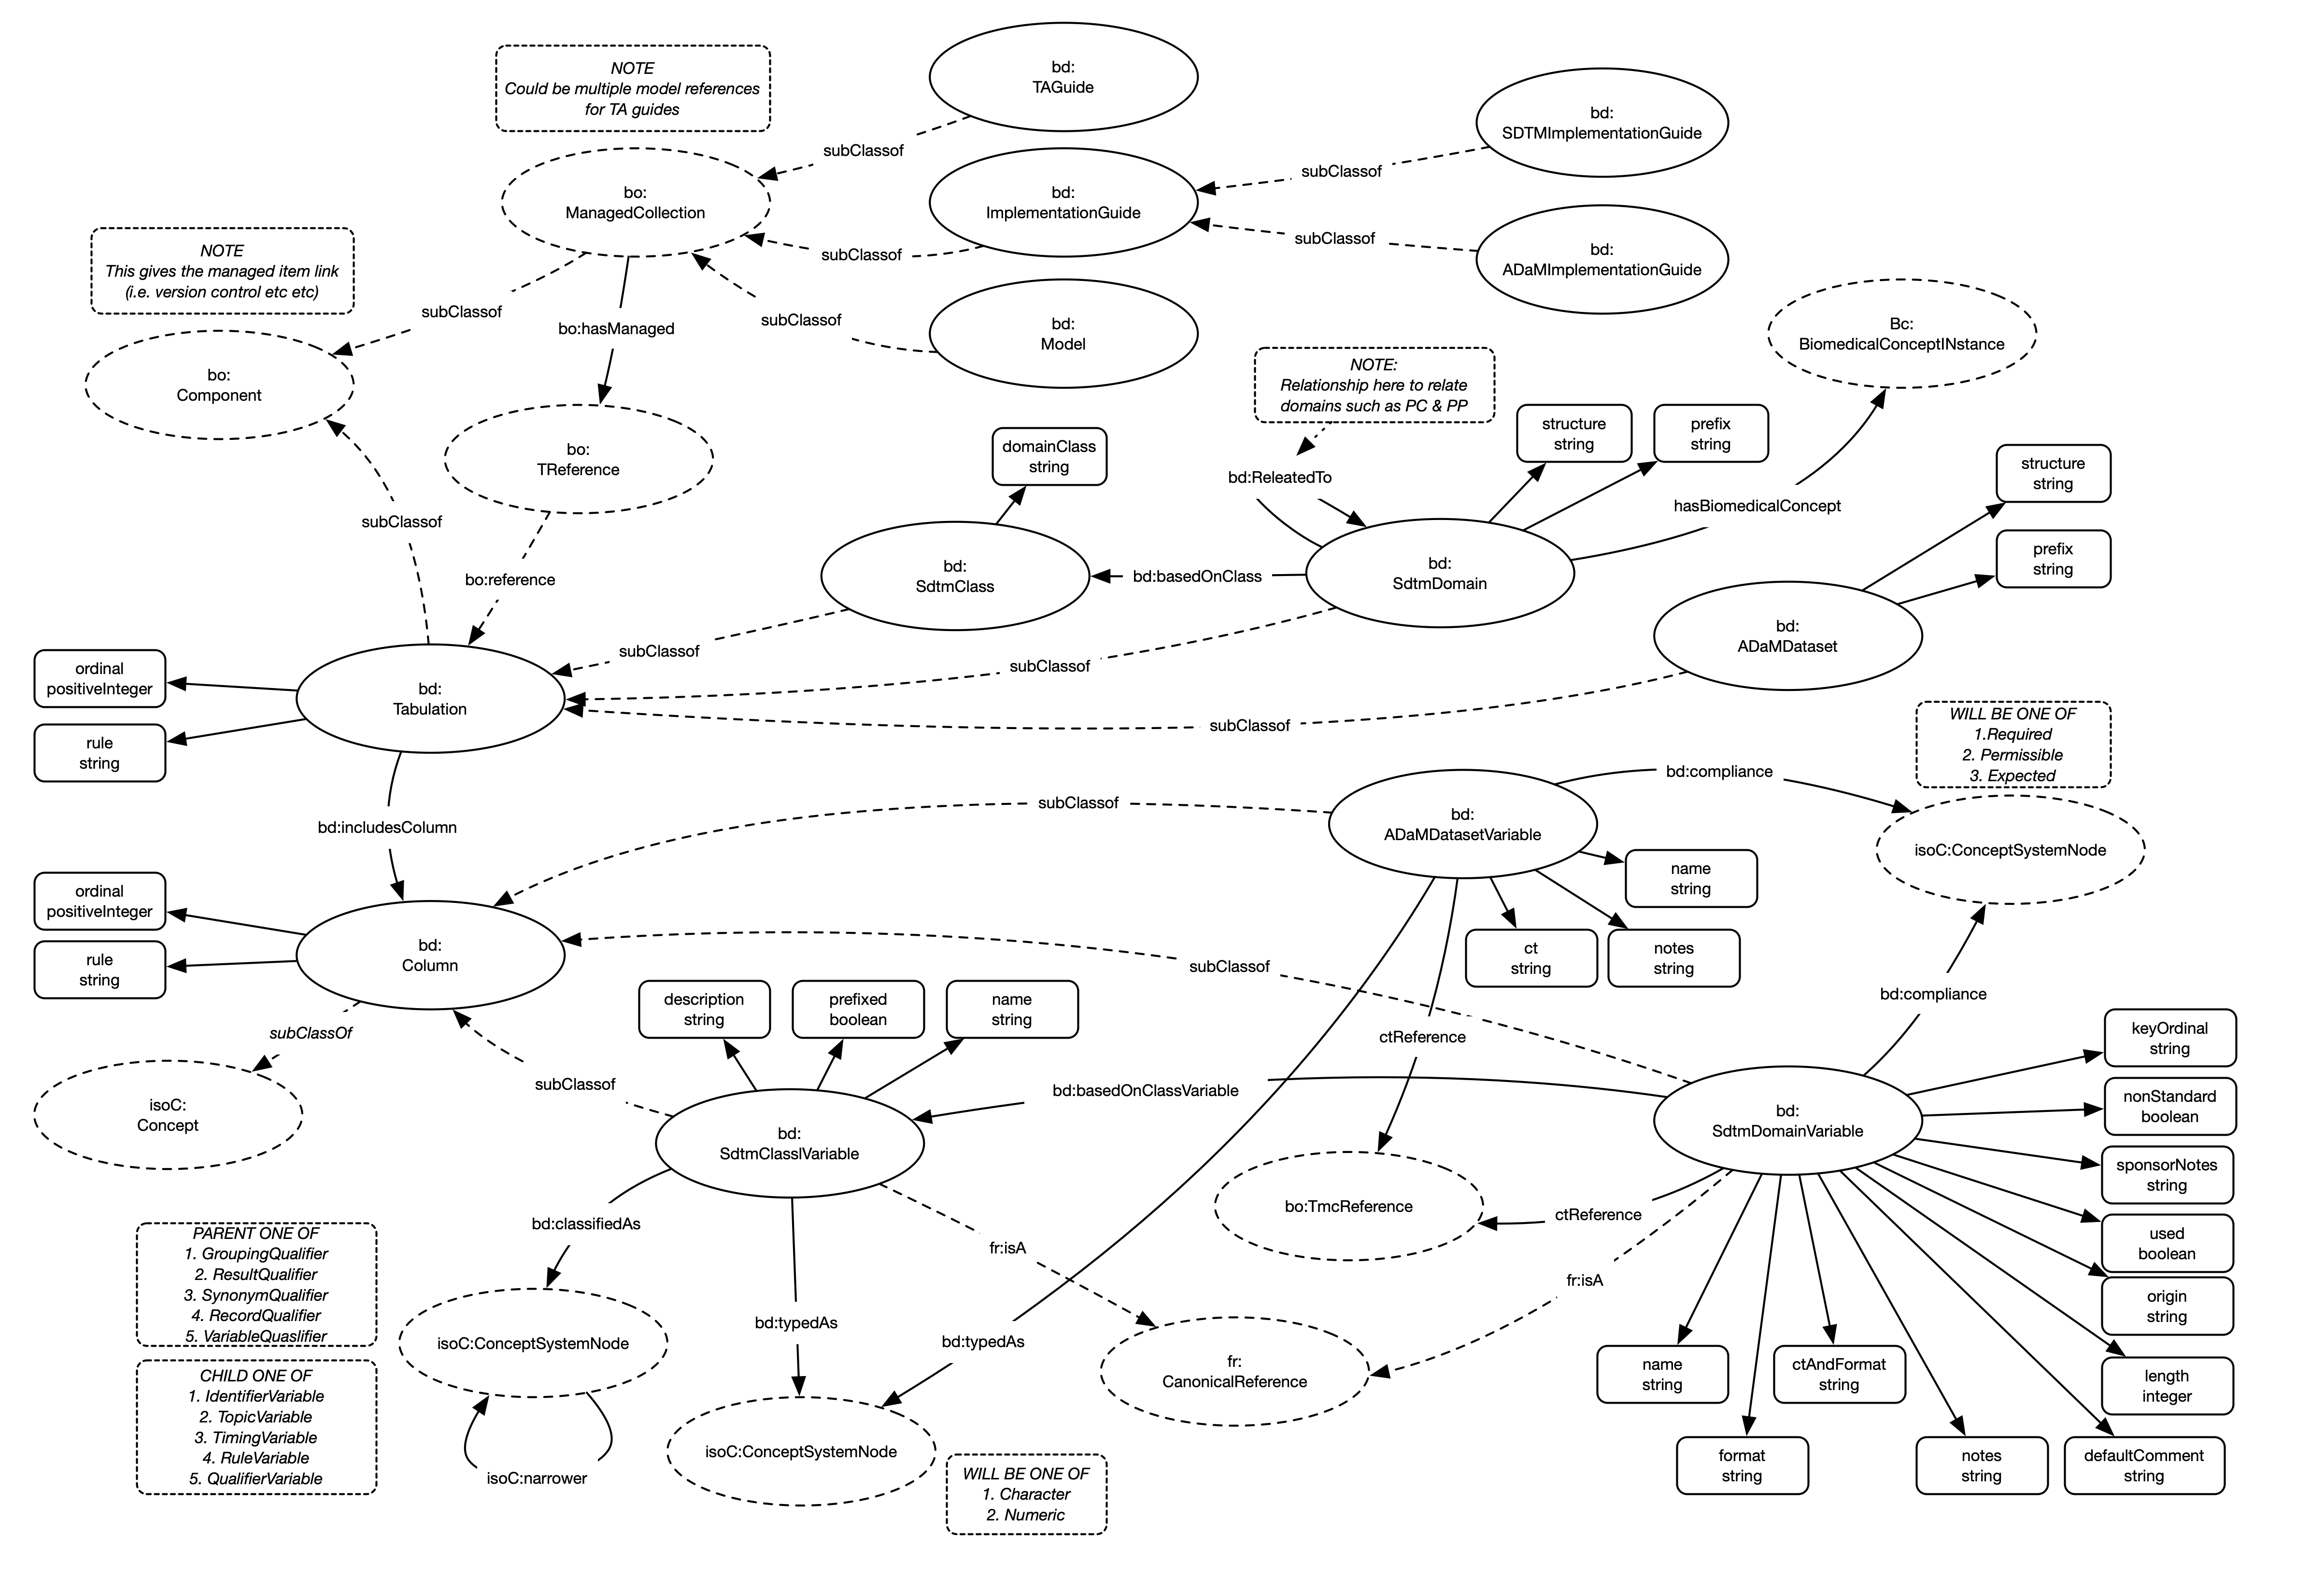 NOTE
Could be multiple model references
for TA guides
bd:
TAGuide
bd:
SDTMImplementationGuide
subClassof
subClassof
bo:
ManagedCollection
bd:
ImplementationGuide
NOTE
This gives the managed item link
(i.e. version control etc etc)
subClassof
subClassof
bd:
ADaMImplementationGuide
subClassof
bo:hasManaged
subClassof
bd:
Model
Bc:
BiomedicalConceptINstance
bo:
Component
NOTE:
Relationship here to relate
domains such as PC & PP
structure
string
prefix
string
bo:
TReference
domainClass
string
bd:ReleatedTo
structure
string
hasBiomedicalConcept
subClassof
prefix
string
bo:reference
bd:
SdtmClass
bd:basedOnClass
bd:
SdtmDomain
bd:
ADaMDataset
subClassof
subClassof
ordinal
positiveInteger
bd:
Tabulation
subClassof
rule
string
WILL BE ONE OF
1.Required
2. Permissible
3. Expected
bd:compliance
subClassof
bd:
ADaMDatasetVariable
bd:includesColumn
isoC:ConceptSystemNode
name
string
ordinal
positiveInteger
bd:
Column
ct
string
notes
string
rule
string
subClassof
bd:compliance
description
string
prefixed
boolean
name
string
subClassOf
ctReference
keyOrdinal
string
subClassof
bd:basedOnClassVariable
isoC:
Concept
bd:
SdtmClasslVariable
bd:
SdtmDomainVariable
nonStandard
boolean
sponsorNotes
string
bo:TmcReference
ctReference
bd:classifiedAs
used
boolean
PARENT ONE OF
1. GroupingQualifier
2. ResultQualifier
3. SynonymQualifier
4. RecordQualifier
5. VariableQuaslifier
fr:isA
fr:isA
origin
string
bd:typedAs
bd:typedAs
isoC:ConceptSystemNode
fr:
CanonicalReference
name
string
ctAndFormat
string
length
integer
CHILD ONE OF
1. IdentifierVariable
2. TopicVariable
3. TimingVariable
4. RuleVariable
5. QualifierVariable
isoC:narrower
isoC:ConceptSystemNode
WILL BE ONE OF
1. Character
2. Numeric
format
string
notes
string
defaultComment
string